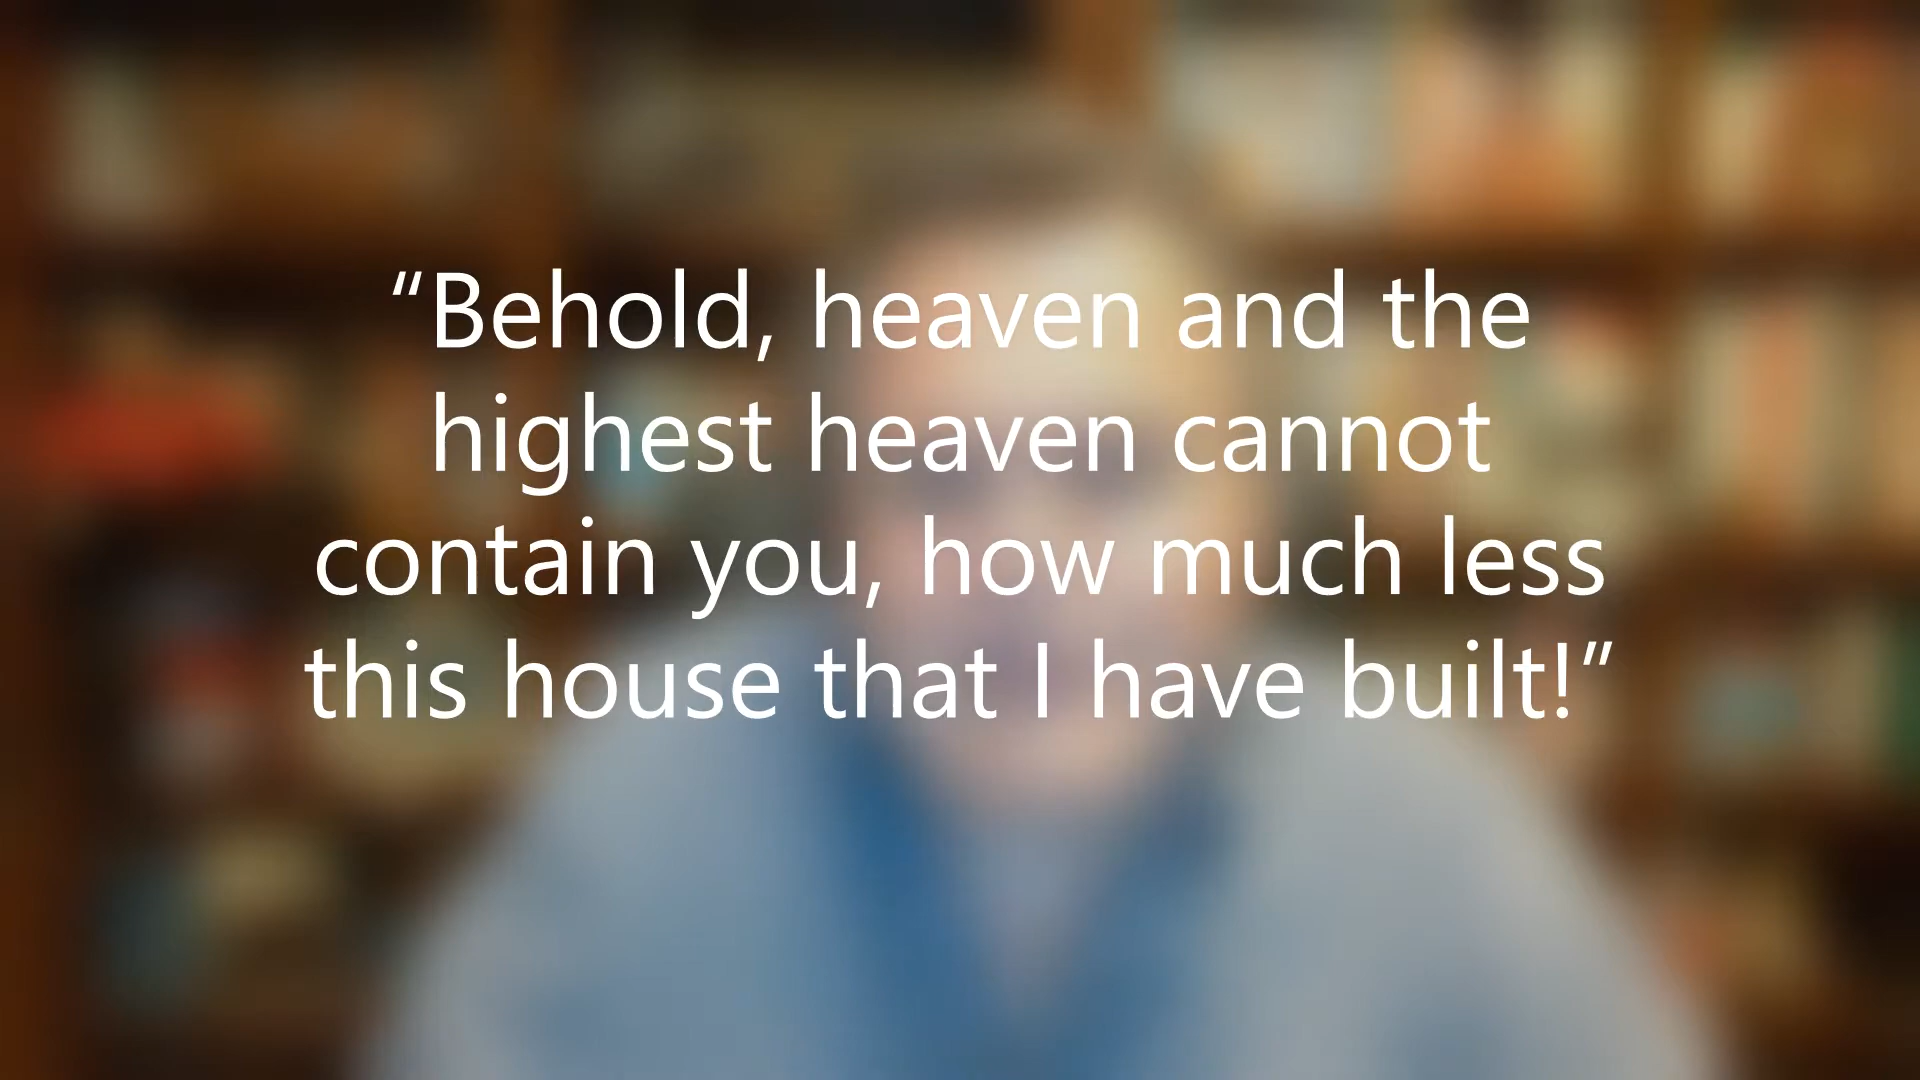 “Behold, heaven and the
highest heaven cannot
contain you, how much less
this house that I have built!”